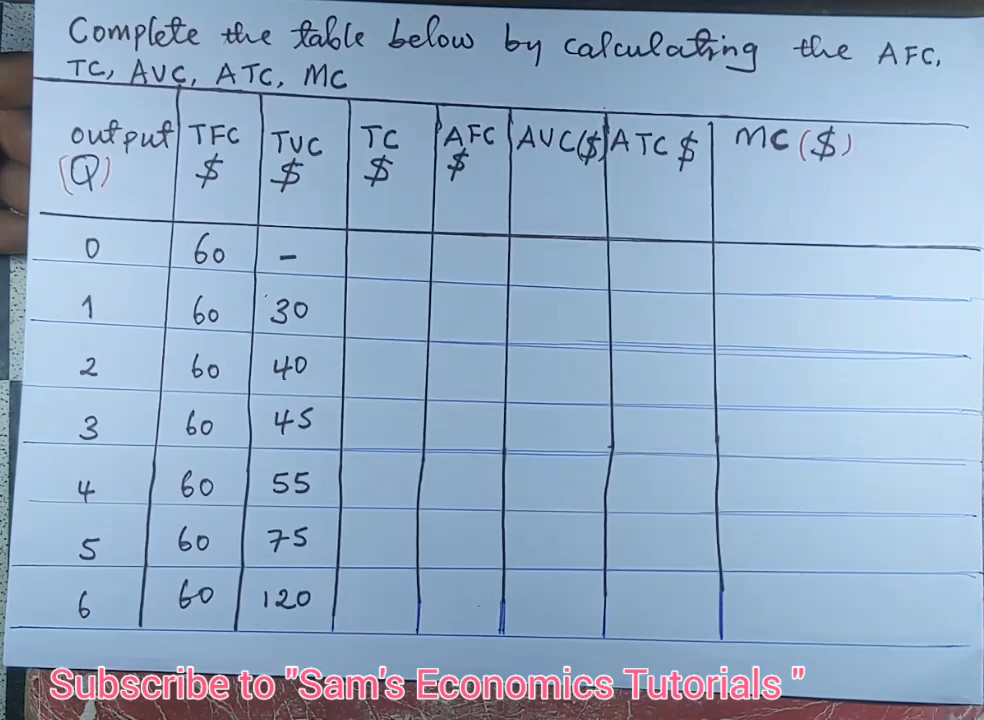 Complete the table below by calculating the AFC,
TC, AVC, ATC, MC
output (Q) TFC $ TVC $ TC $ AFC $ AVC($) ATC $ MC ($)
0 60 -
1 60 30
2 60 40
3 60 45
4 60 55
5 60 75
6 60 120
Subscribe to "Sam's Economics Tutorials "